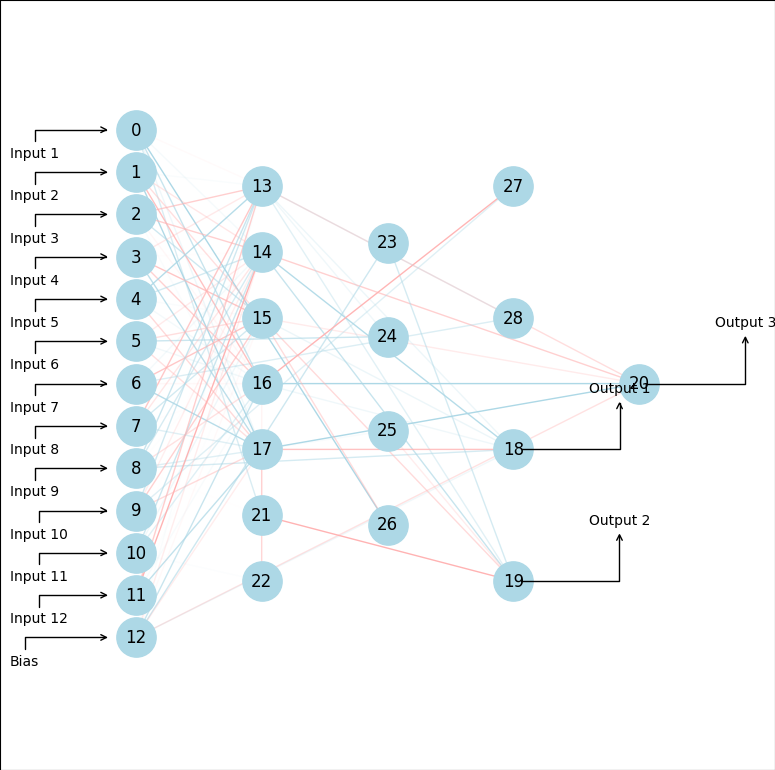 0
Input 1
1
Input 2
2
Input 3
3
Input 4
4
Input 5
5
Input 6
6
Input 7
7
Input 8
8
Input 9
9
Input 10
10
Input 11
11
Input 12
12
Bias
13
14
15
16
17
21
22
23
24
25
26
27
28
18
19
20
Output 1
Output 2
Output 3